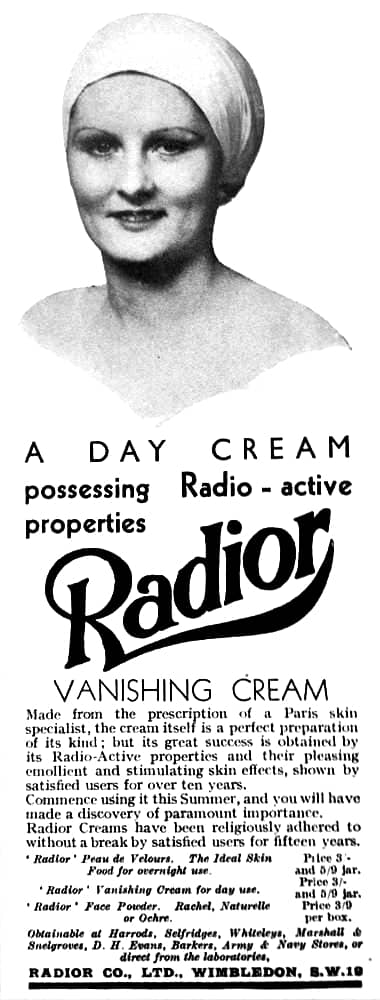 A DAY CREAM
possessing Radio - active
properties
Radior
VANISHING CREAM
Made from the prescription of a Paris skin
specialist, the cream itself is a perfect preparation
of its kind; but its great success is obtained by
its Radio-Active properties and their pleasing
emollient and stimulating skin effects, shown by
satisfied users for over ten years.
Commence using it this Summer, and you will have
made a discovery of paramount importance.
Radior Creams have been religiously adhered to
without a break by satisfied users for fifteen years.
'Radior' Peau de Velours. The Ideal Skin Price 3/-
Food for overnight use. and 5/9 jar.
'Radior' Vanishing Cream for day use. Price 3/-
and 5/9 jar.
'Radior' Face Powder. Rachel, Naturelle Price 3/9
or Ochre. per box.
Obtainable at Harrods, Selfridges, Whiteleys, Marshall &
Snelgroves, D. H. Evans, Barkers, Army & Navy Stores, or
direct from the laboratories,
RADIOR CO., LTD., WIMBLEDON, S.W.19